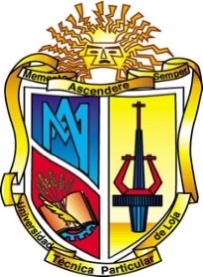 Memento Ascendere Semper
Universidad Técnica Particular de Loja